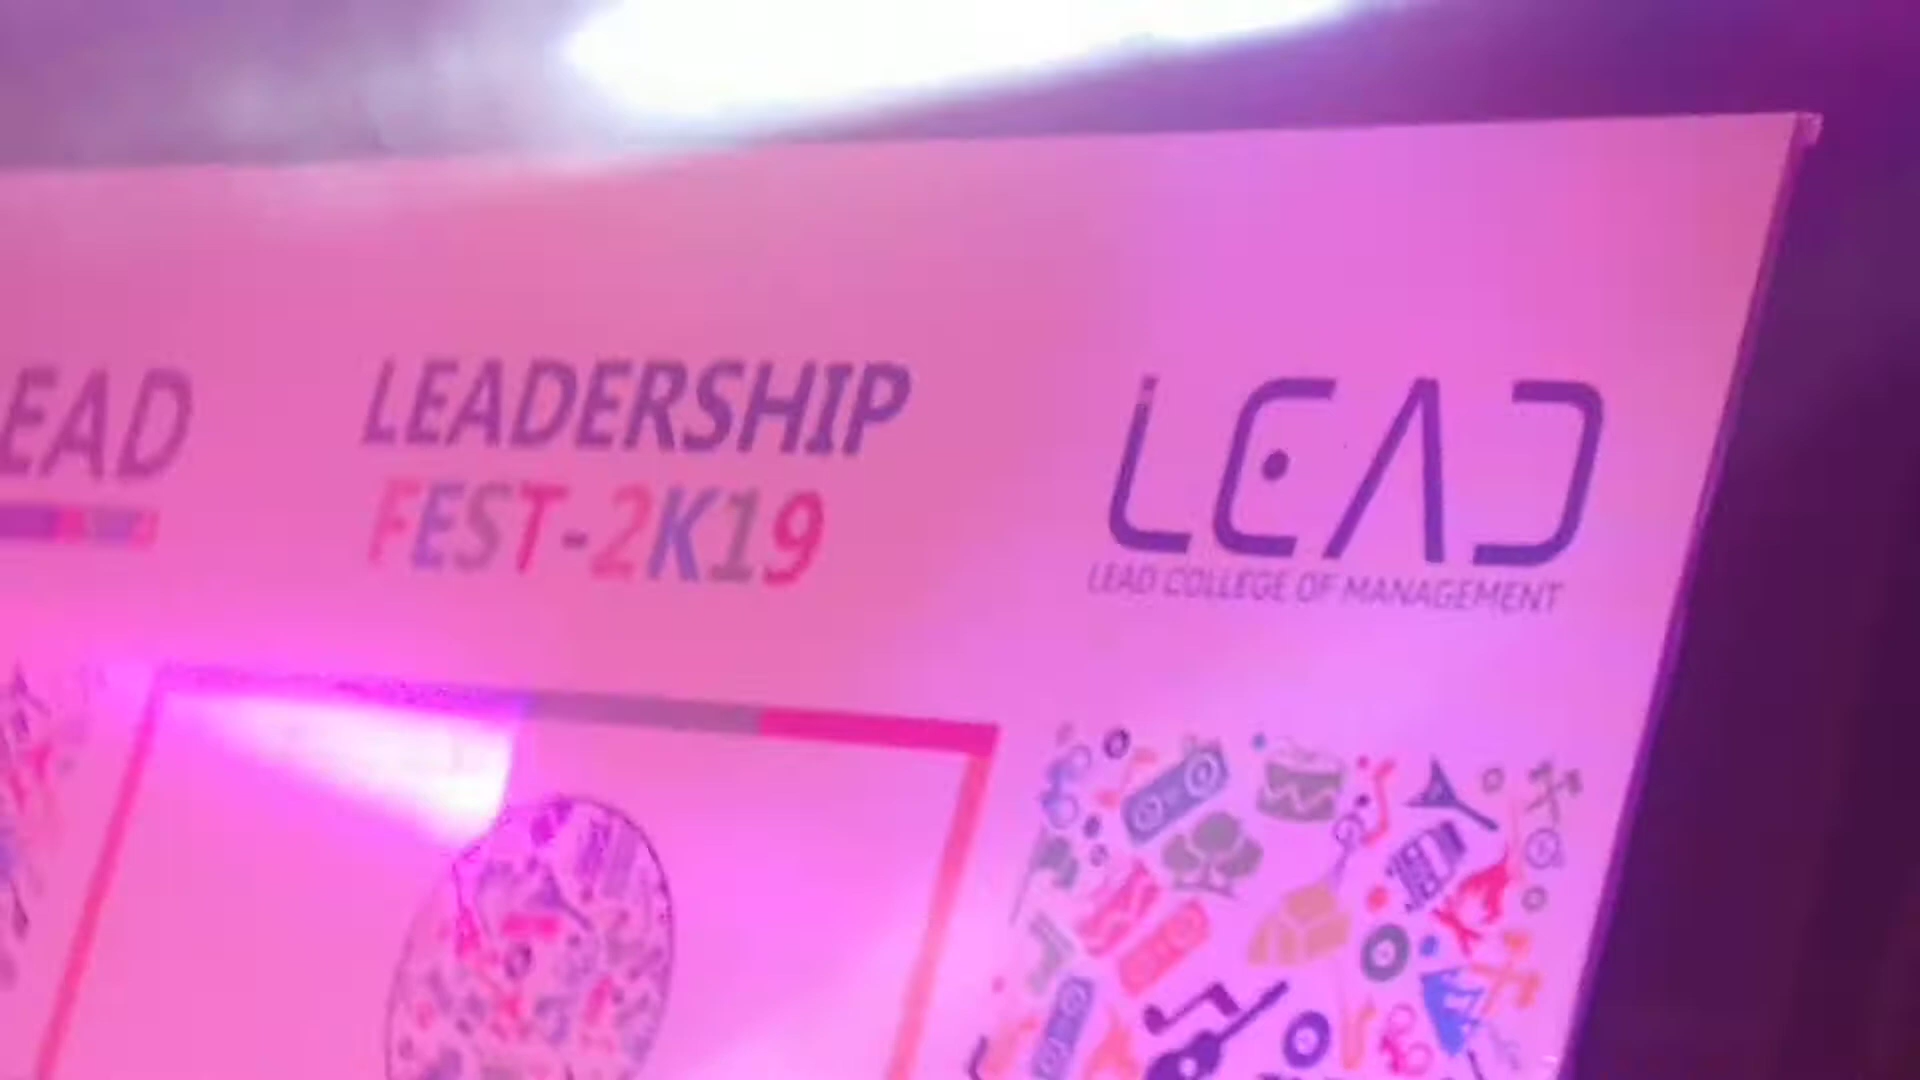 EAD
LEADERSHIP
FEST-2K19
LEAD
LEAD COLLEGE OF MANAGEMENT